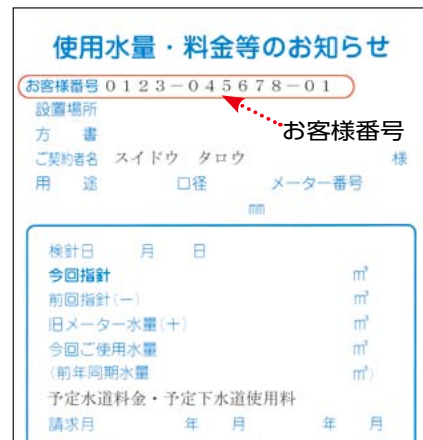 使用水量・料金等のお知らせ
お客様番号 0123-045678-01
お客様番号
設置場所
方　書
ご契約者名 スイドウ タロウ 様
用　途 口径 メーター番号
mm
検針日 月 日
今回指針 ㎥
前回指針(-) ㎥
旧メーター水量(+) ㎥
今回ご使用水量 ㎥
(前年同期水量 ㎥)
予定水道料金・予定下水道使用料
請求月 年 月 年 月